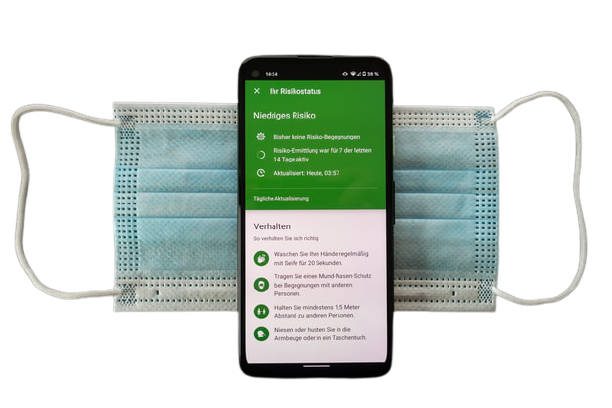 14:14
38 %
Ihr Risikostatus
Niedriges Risiko
Bisher keine Risiko-Begegnungen
Risiko-Ermittlung war für 7 der letzten
14 Tage aktiv
Aktualisiert: Heute, 03:57
Tägliche Aktualisierung
Verhalten
So verhalten Sie sich richtig
Waschen Sie Ihre Hände regelmäßig
mit Seife für 20 Sekunden.
Tragen Sie einen Mund-Nasen-Schutz
bei Begegnungen mit anderen
Personen.
Halten Sie mindestens 1,5 Meter
Abstand zu anderen Personen.
Niesen oder husten Sie in die
Armbeuge oder in ein Taschentuch.